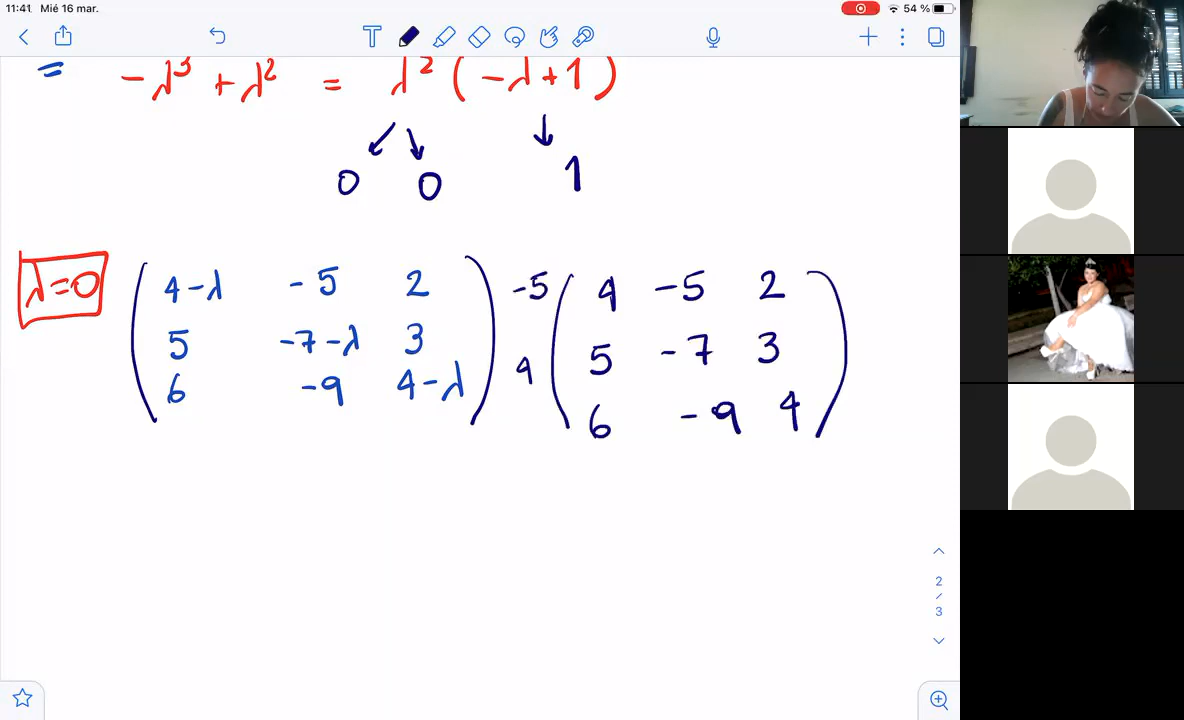 11:41 Mié 16 mar.
54 %
= -λ³ + λ² = λ² (-λ + 1)
0 0 1
λ=0
4-λ -5 2 -5 4 -5 2
5 -7-λ 3 4 5 -7 3
6 -9 4-λ 6 -9 4
2
/
3